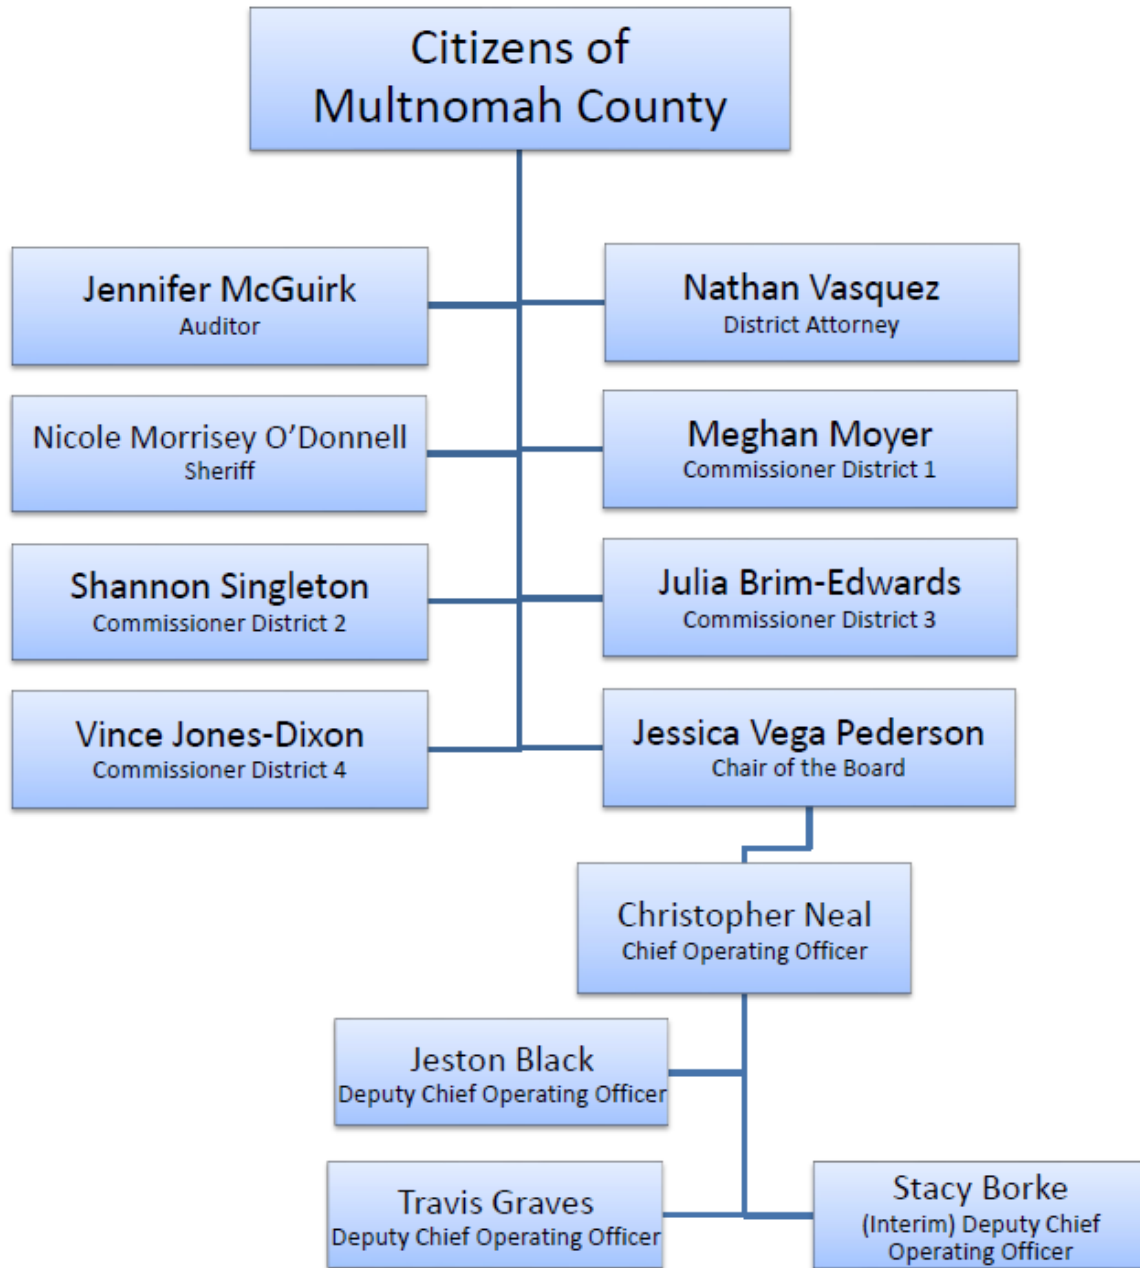 Citizens of
Multnomah County
Jennifer McGuirk
Auditor
Nathan Vasquez
District Attorney
Nicole Morrisey O’Donnell
Sheriff
Meghan Moyer
Commissioner District 1
Shannon Singleton
Commissioner District 2
Julia Brim-Edwards
Commissioner District 3
Vince Jones-Dixon
Commissioner District 4
Jessica Vega Pederson
Chair of the Board
Christopher Neal
Chief Operating Officer
Jeston Black
Deputy Chief Operating Officer
Travis Graves
Deputy Chief Operating Officer
Stacy Borke
(Interim) Deputy Chief
Operating Officer